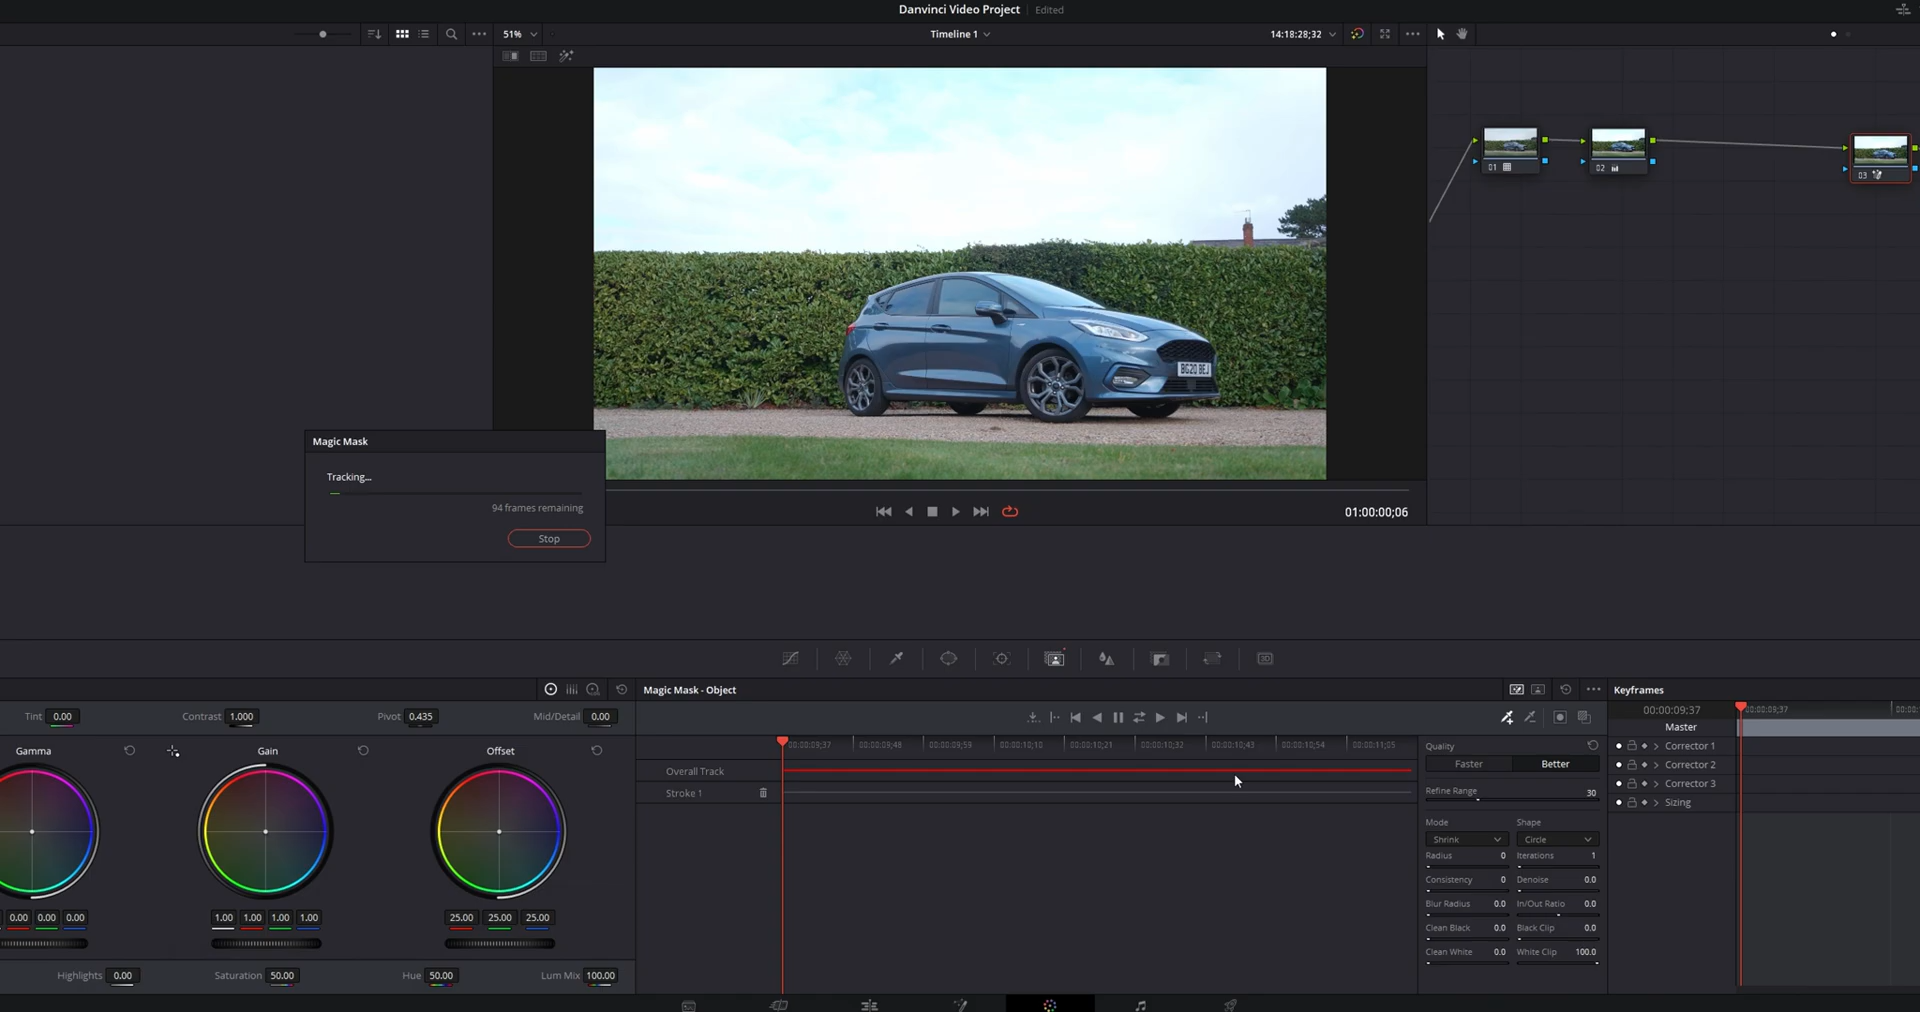 Danvinci Video Project Edited
51% Timeline 1 14:18:28;32
01 02 03
BG20 BEJ
Magic Mask
Tracking...
94 frames remaining
Stop
01:00:00;06
Magic Mask - Object Keyframes
Tint 0.00 Contrast 1.000 Pivot 0.435 Mid/Detail 0.00
00:00:09;37 00:00:09;37 00:00:
Master
Gamma Gain Offset
00:00:09;37 00:00:09;48 00:00:09;59 00:00:10;10 00:00:10;21 00:00:10;32 00:00:10;43 00:00:10;54 00:00:11;05
Overall Track
Stroke 1
Quality
Faster Better
Refine Range 30
Mode Shape
Shrink Circle
Radius 0 Iterations 1
Consistency 0 Denoise 0.0
Blur Radius 0.0 In/Out Ratio 0.0
Clean Black 0.0 Black Clip 0.0
Clean White 0.0 White Clip 100.0
Corrector 1
Corrector 2
Corrector 3
Sizing
0.00 0.00 0.00 1.00 1.00 1.00 1.00 25.00 25.00 25.00
Highlights 0.00 Saturation 50.00 Hue 50.00 Lum Mix 100.00
3D